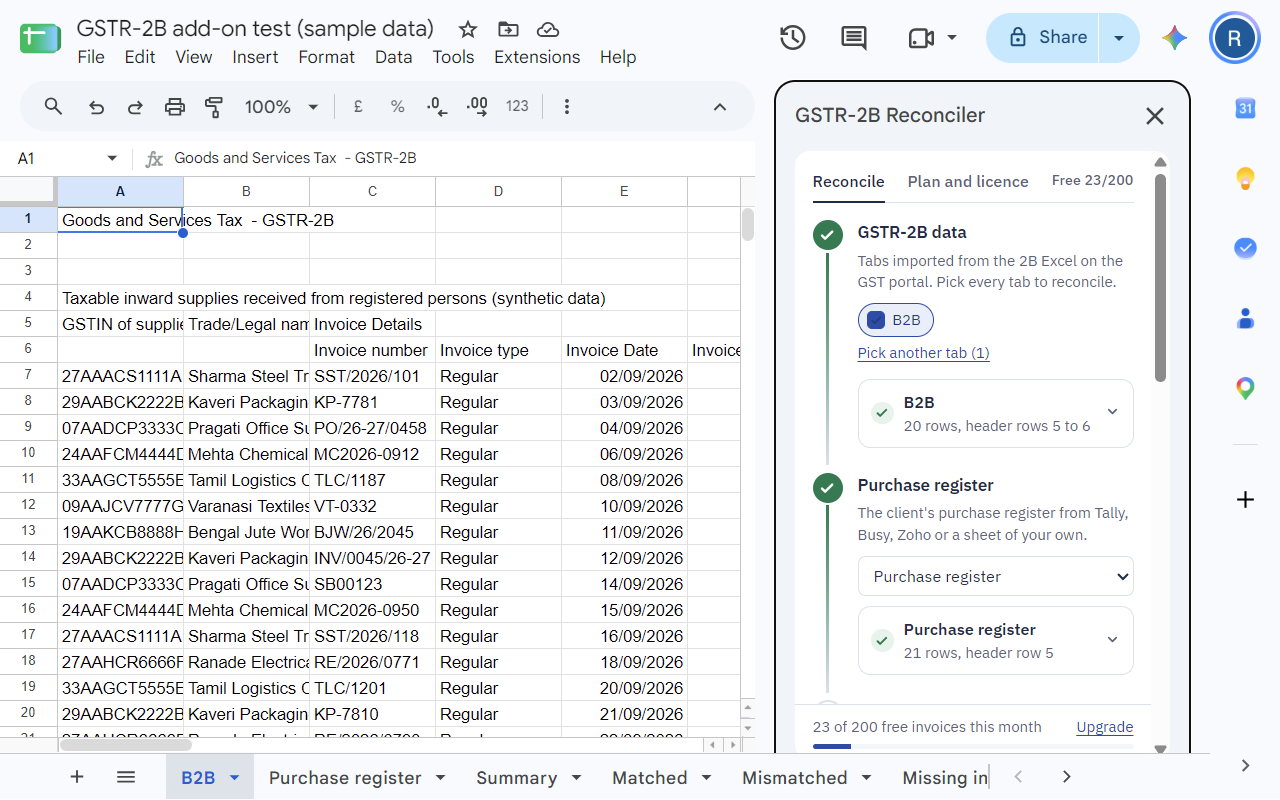 GSTR-2B add-on test (sample data)
File Edit View Insert Format Data Tools Extensions Help
Share
R
100% £ % .0 .00 123
A1 fx Goods and Services Tax - GSTR-2B
A B C D E
1 Goods and Services Tax - GSTR-2B
2
3
4 Taxable inward supplies received from registered persons (synthetic data)
5 GSTIN of supplie Trade/Legal nam Invoice Details
6 Invoice number Invoice type Invoice Date Invoice
7 27AAACS1111A Sharma Steel Tr SST/2026/101 Regular 02/09/2026
8 29AABCK2222B Kaveri Packagin KP-7781 Regular 03/09/2026
9 07AADCP3333C Pragati Office Su PO/26-27/0458 Regular 04/09/2026
10 24AAFCM4444D Mehta Chemical MC2026-0912 Regular 06/09/2026
11 33AAGCT5555E Tamil Logistics C TLC/1187 Regular 08/09/2026
12 09AAJCV7777G Varanasi Textiles VT-0332 Regular 10/09/2026
13 19AAKCB8888H Bengal Jute Wor BJW/26/2045 Regular 11/09/2026
14 29AABCK2222B Kaveri Packagin INV/0045/26-27 Regular 12/09/2026
15 07AADCP3333C Pragati Office Su SB00123 Regular 14/09/2026
16 24AAFCM4444D Mehta Chemical MC2026-0950 Regular 15/09/2026
17 27AAACS1111A Sharma Steel Tr SST/2026/118 Regular 16/09/2026
18 27AAHCR6666F Ranade Electrica RE/2026/0771 Regular 18/09/2026
19 33AAGCT5555E Tamil Logistics C TLC/1201 Regular 20/09/2026
20 29AABCK2222B Kaveri Packagin KP-7810 Regular 21/09/2026
GSTR-2B Reconciler
Reconcile Plan and licence Free 23/200
GSTR-2B data
Tabs imported from the 2B Excel on the
GST portal. Pick every tab to reconcile.
B2B
Pick another tab (1)
B2B
20 rows, header rows 5 to 6
Purchase register
The client's purchase register from Tally,
Busy, Zoho or a sheet of your own.
Purchase register
Purchase register
21 rows, header row 5
23 of 200 free invoices this month Upgrade
31
B2B Purchase register Summary Matched Mismatched Missing in